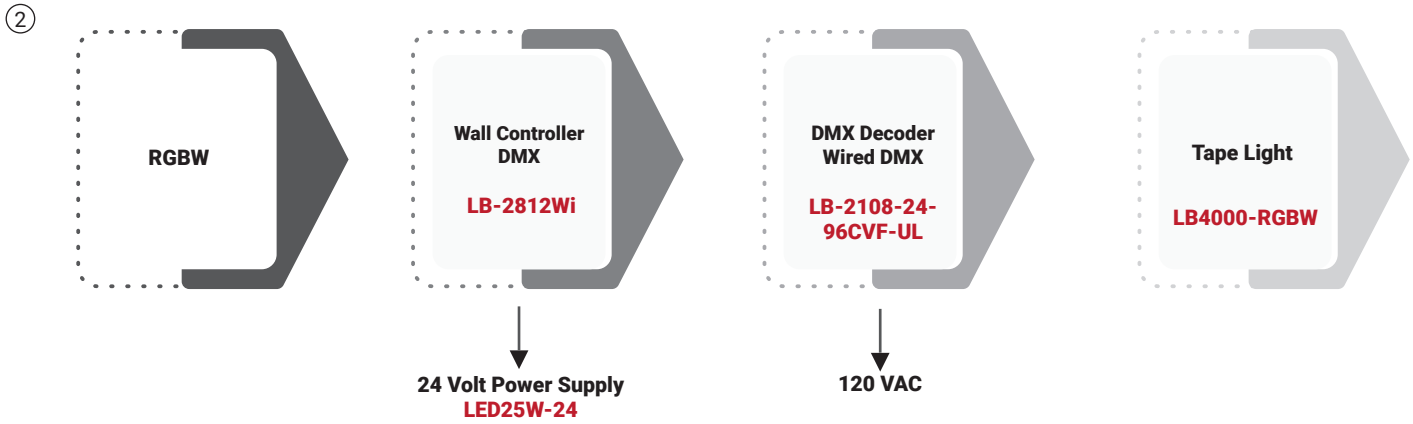 2
RGBW
Wall Controller
DMX
LB-2812Wi
DMX Decoder
Wired DMX
LB-2108-24-
96CVF-UL
Tape Light
LB4000-RGBW
24 Volt Power Supply
LED25W-24
120 VAC